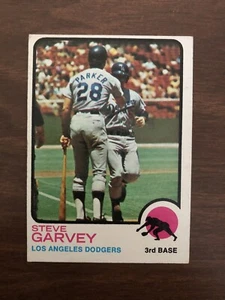 PARKER
28
STEVE
GARVEY
LOS ANGELES DODGERS
3rd BASE